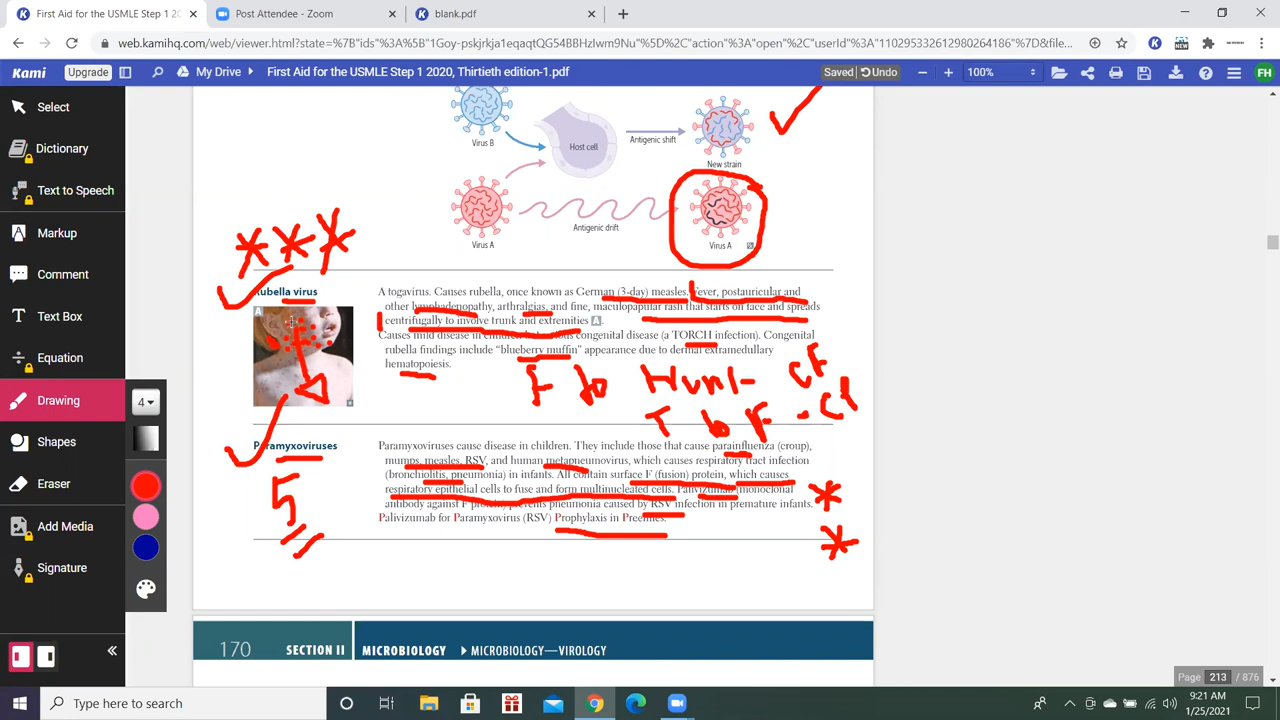 First Aid for the USMLE Step 1 20
Post Attendee - Zoom
blank.pdf
web.kamihq.com/web/viewer.html?state=%7B"ids"%3A%5B"1Goy-pskirkja1eqaqtQG54BBHzlwm9Nu"%5D%2C"action"%3A"open"%2C"userId"%3A"110295332612980264186"%7D&file...
Kami
Upgrade
My Drive
First Aid for the USMLE Step 1 2020, Thirtieth edition-1.pdf
Saved Undo
100%
FH
Select
Dictionary
Text to Speech
Markup
Comment
Text Box
Equation
Drawing
4
Shapes
Eraser
Add Media
Signature
Virus B
Host cell
Antigenic shift
New strain
Virus A
Antigenic drift
Virus A
Rubella virus
A
A togavirus. Causes rubella, once known as German (3-day) measles. Fever, postauricular and
other lymphadenopathy, arthralgias, and fine, maculopapular rash that starts on face and spreads
centrifugally to involve trunk and extremities A.
Causes mild disease in children congenital disease (a TORCH infection). Congenital
rubella findings include "blueberry muffin" appearance due to dermal extramedullary
hematopoiesis.
F to
T to F
Paramyxoviruses
5
Paramyxoviruses cause disease in children. They include those that cause parainfluenza (croup),
mumps, measles, RSV, and human metapneumovirus, which causes respiratory tract infection
(bronchiolitis, pneumonia) in infants. All contain surface F (fusion) protein, which causes
respiratory epithelial cells to fuse and form multinucleated cells. Palivizumab (monoclonal
antibody against F protein) prevents pneumonia caused by RSV infection in premature infants.
Palivizumab for Paramyxovirus (RSV) Prophylaxis in Preemies.
170 SECTION II MICROBIOLOGY MICROBIOLOGY—VIROLOGY
Page 213 / 876
Type here to search
9:21 AM
1/25/2021